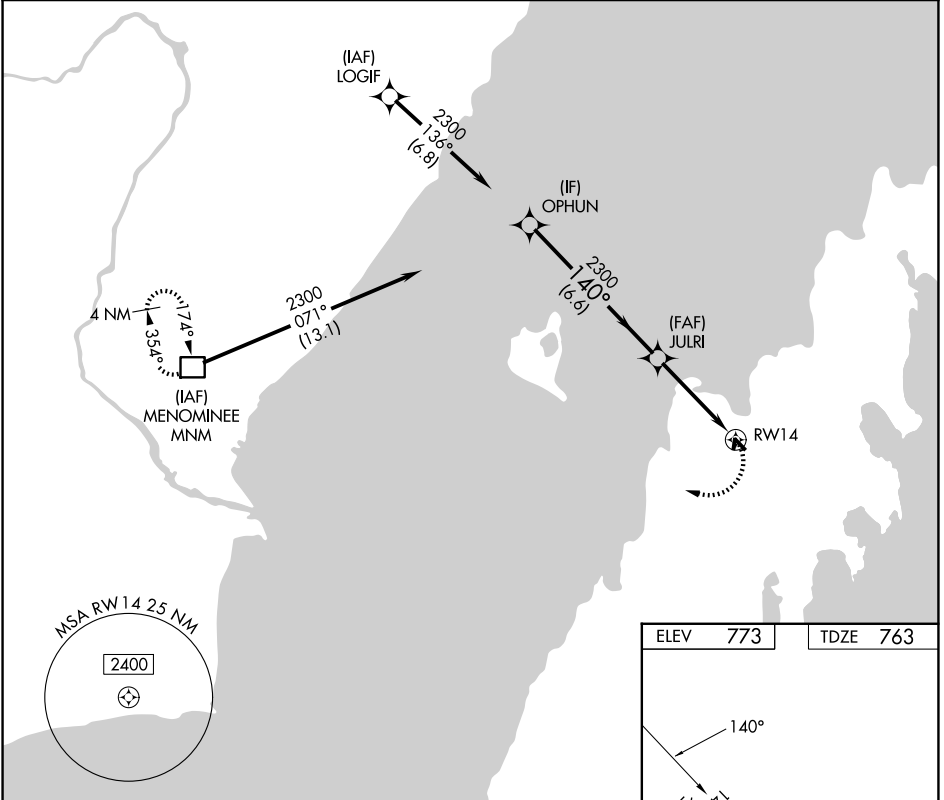 (IAF)
LOGIF
2300
136°
(6.8)
(IF)
OPHUN
2300
140°
(6.6)
(FAF)
JULRI
RW14
2300
071°
(13.1)
4 NM
174°
354°
(IAF)
MENOMINEE
MNM
MSA RW14 25 NM
2400
ELEV 773
TDZE 763
140°